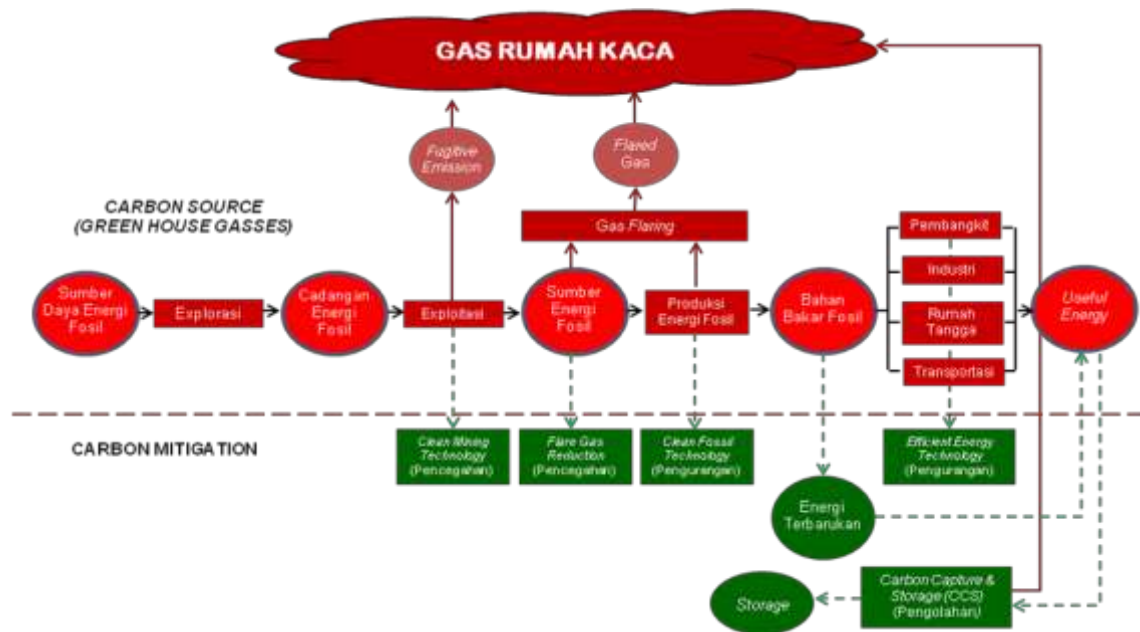 GAS RUMAH KACA
Fugitive
Emission
Flared
Gas
CARBON SOURCE
(GREEN HOUSE GASSES)
Gas Flaring
Pembangkit
Industri
Rumah
Tangga
Transportasi
Sumber
Daya Energi
Fosil
Explorasi
Cadangan
Energi
Fosil
Exploitasi
Sumber
Energi
Fosil
Produksi
Energi Fosil
Bahan
Bakar Fosil
Useful
Energy
CARBON MITIGATION
Clean Mining
Technology
(Pencegahan)
Flare Gas
Reduction
(Pencegahan)
Clean Fossil
Technology
(Pengurangan)
Efficient Energy
Technology
(Pengurangan)
Energi
Terbarukan
Storage
Carbon Capture &
Storage (CCS)
(Pengolahan)